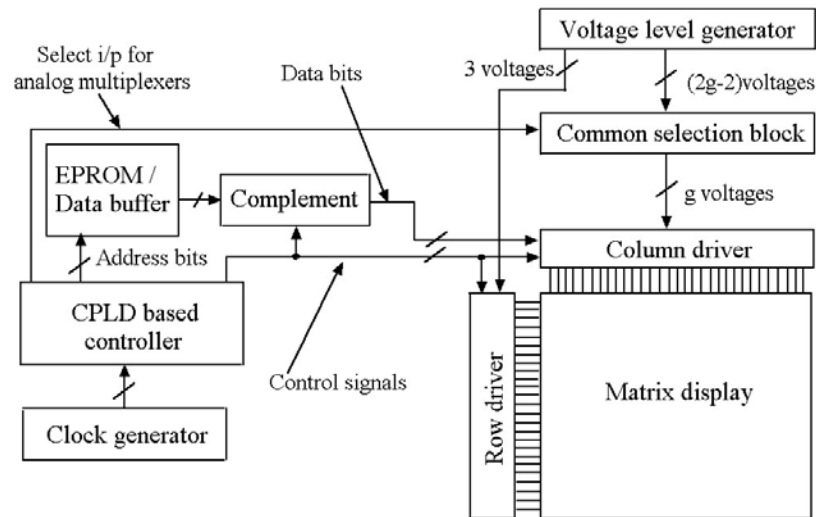 Voltage level generator
Select i/p for
analog multiplexers
Data bits
3 voltages
(2g-2)voltages
Common selection block
EPROM /
Data buffer
Complement
g voltages
Address bits
Column driver
CPLD based
controller
Control signals
Row driver
Matrix display
Clock generator